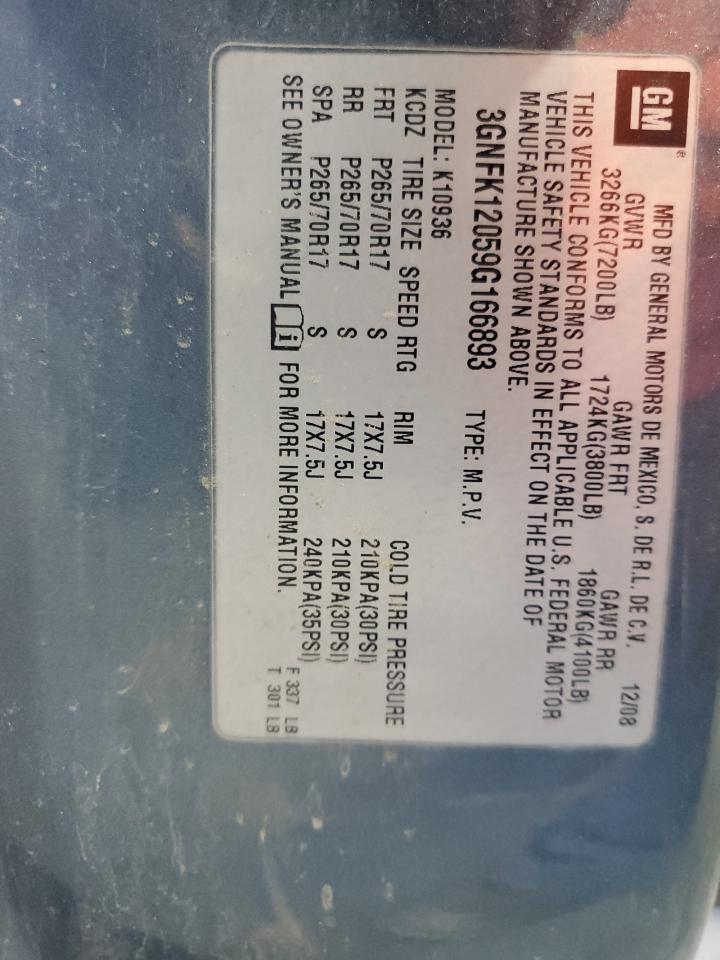 GM®
MFD BY GENERAL MOTORS DE MEXICO, S. DE R.L. DE C.V. 12/08
GVWR GAWR FRT GAWR RR
3266KG(7200LB) 1724KG(3800LB) 1860KG(4100LB)
THIS VEHICLE CONFORMS TO ALL APPLICABLE U.S. FEDERAL MOTOR
VEHICLE SAFETY STANDARDS IN EFFECT ON THE DATE OF
MANUFACTURE SHOWN ABOVE.
3GNFK12059G166893 TYPE: M.P.V.
MODEL: K10936
KCDZ TIRE SIZE SPEED RTG RIM COLD TIRE PRESSURE
FRT P265/70R17 S 17X7.5J 210KPA(30PSI)
RR P265/70R17 S 17X7.5J 210KPA(30PSI)
SPA P265/70R17 S 17X7.5J 240KPA(35PSI)
SEE OWNER'S MANUAL i FOR MORE INFORMATION.
F 337 LB
T 301 LB